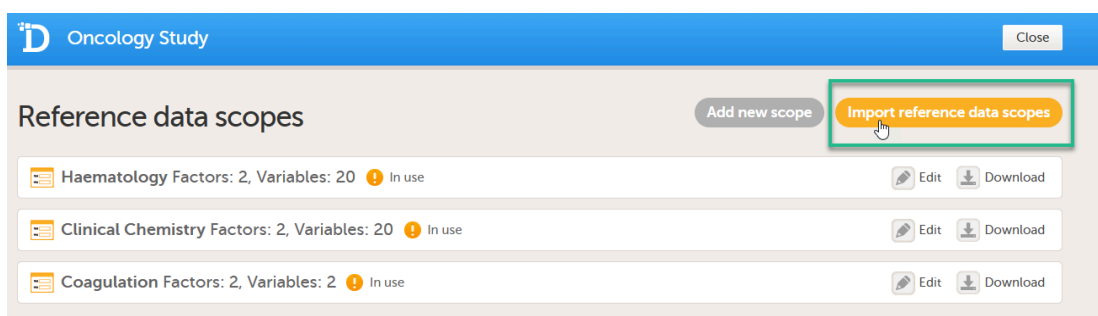 D Oncology Study
Close
Reference data scopes
Add new scope
Import reference data scopes
Haematology Factors: 2, Variables: 20 ! In use
Edit
Download
Clinical Chemistry Factors: 2, Variables: 20 ! In use
Edit
Download
Coagulation Factors: 2, Variables: 2 ! In use
Edit
Download